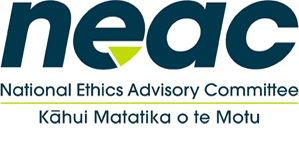 neac
National Ethics Advisory Committee
Kāhui Matatika o te Motu